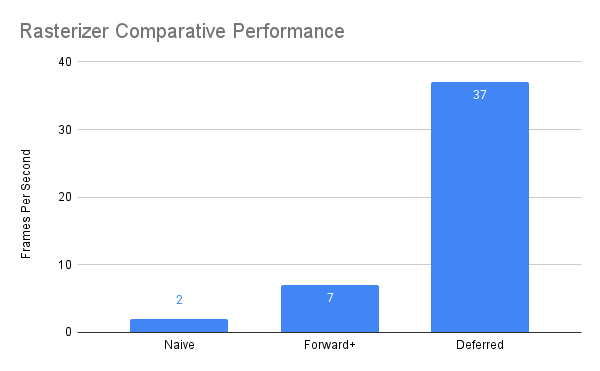 Rasterizer Comparative Performance
Frames Per Second
40
30
20
10
0
2
7
37
Naive
Forward+
Deferred